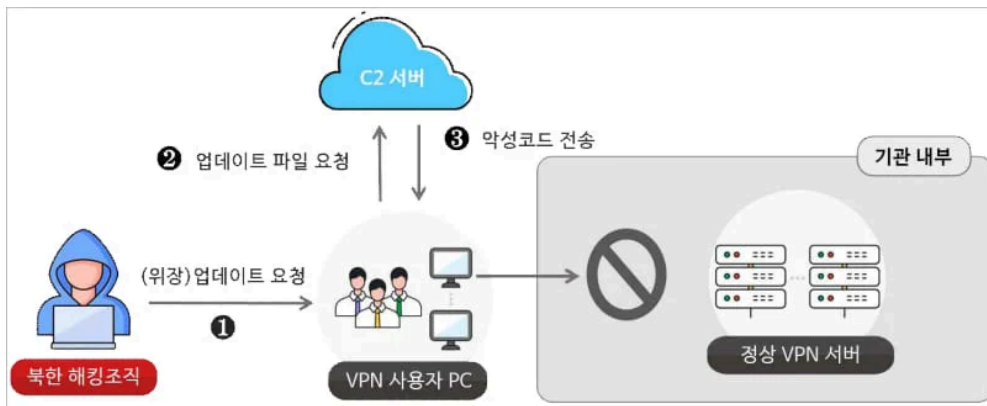 C2 서버
❸ 악성코드 전송
❷ 업데이트 파일 요청
기관 내부
(위장)업데이트 요청
❶
북한 해킹조직
VPN 사용자 PC
정상 VPN 서버